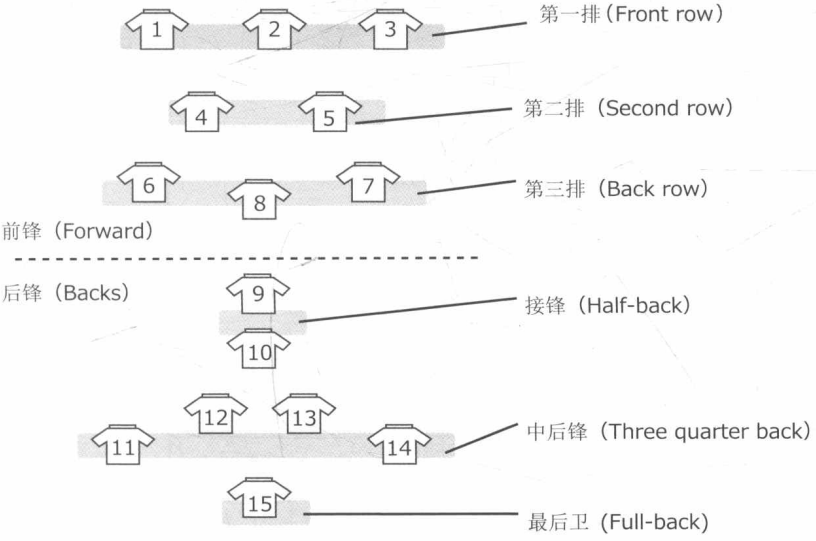 1 2 3 第一排(Front row)
4 5 第二排 (Second row)
6 7 第三排 (Back row)
8
前锋 (Forward)
后锋 (Backs)
9
接锋 (Half-back)
10
12 13
11 14 中后锋 (Three quarter back)
15 最后卫 (Full-back)